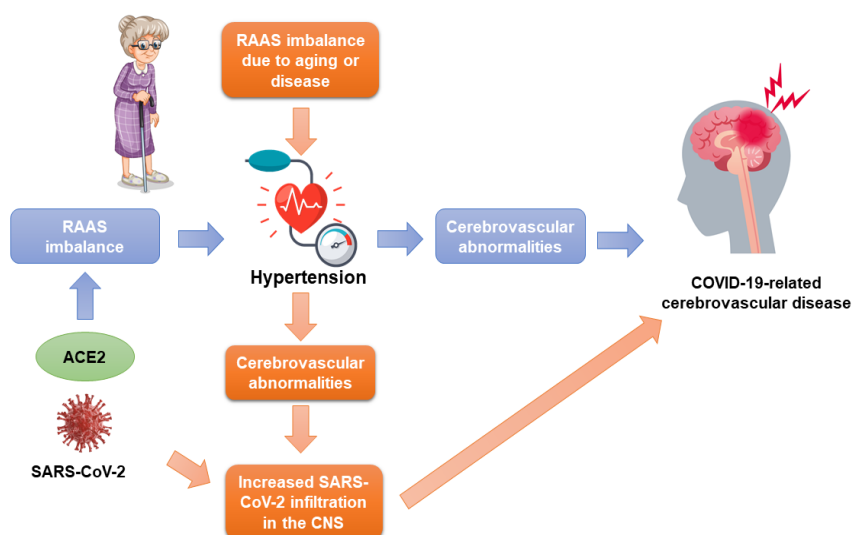 RAAS imbalance
due to aging or
disease
RAAS
imbalance
Hypertension
Cerebrovascular
abnormalities
COVID-19-related
cerebrovascular disease
ACE2
SARS-CoV-2
Cerebrovascular
abnormalities
Increased SARS-
CoV-2 infiltration
in the CNS